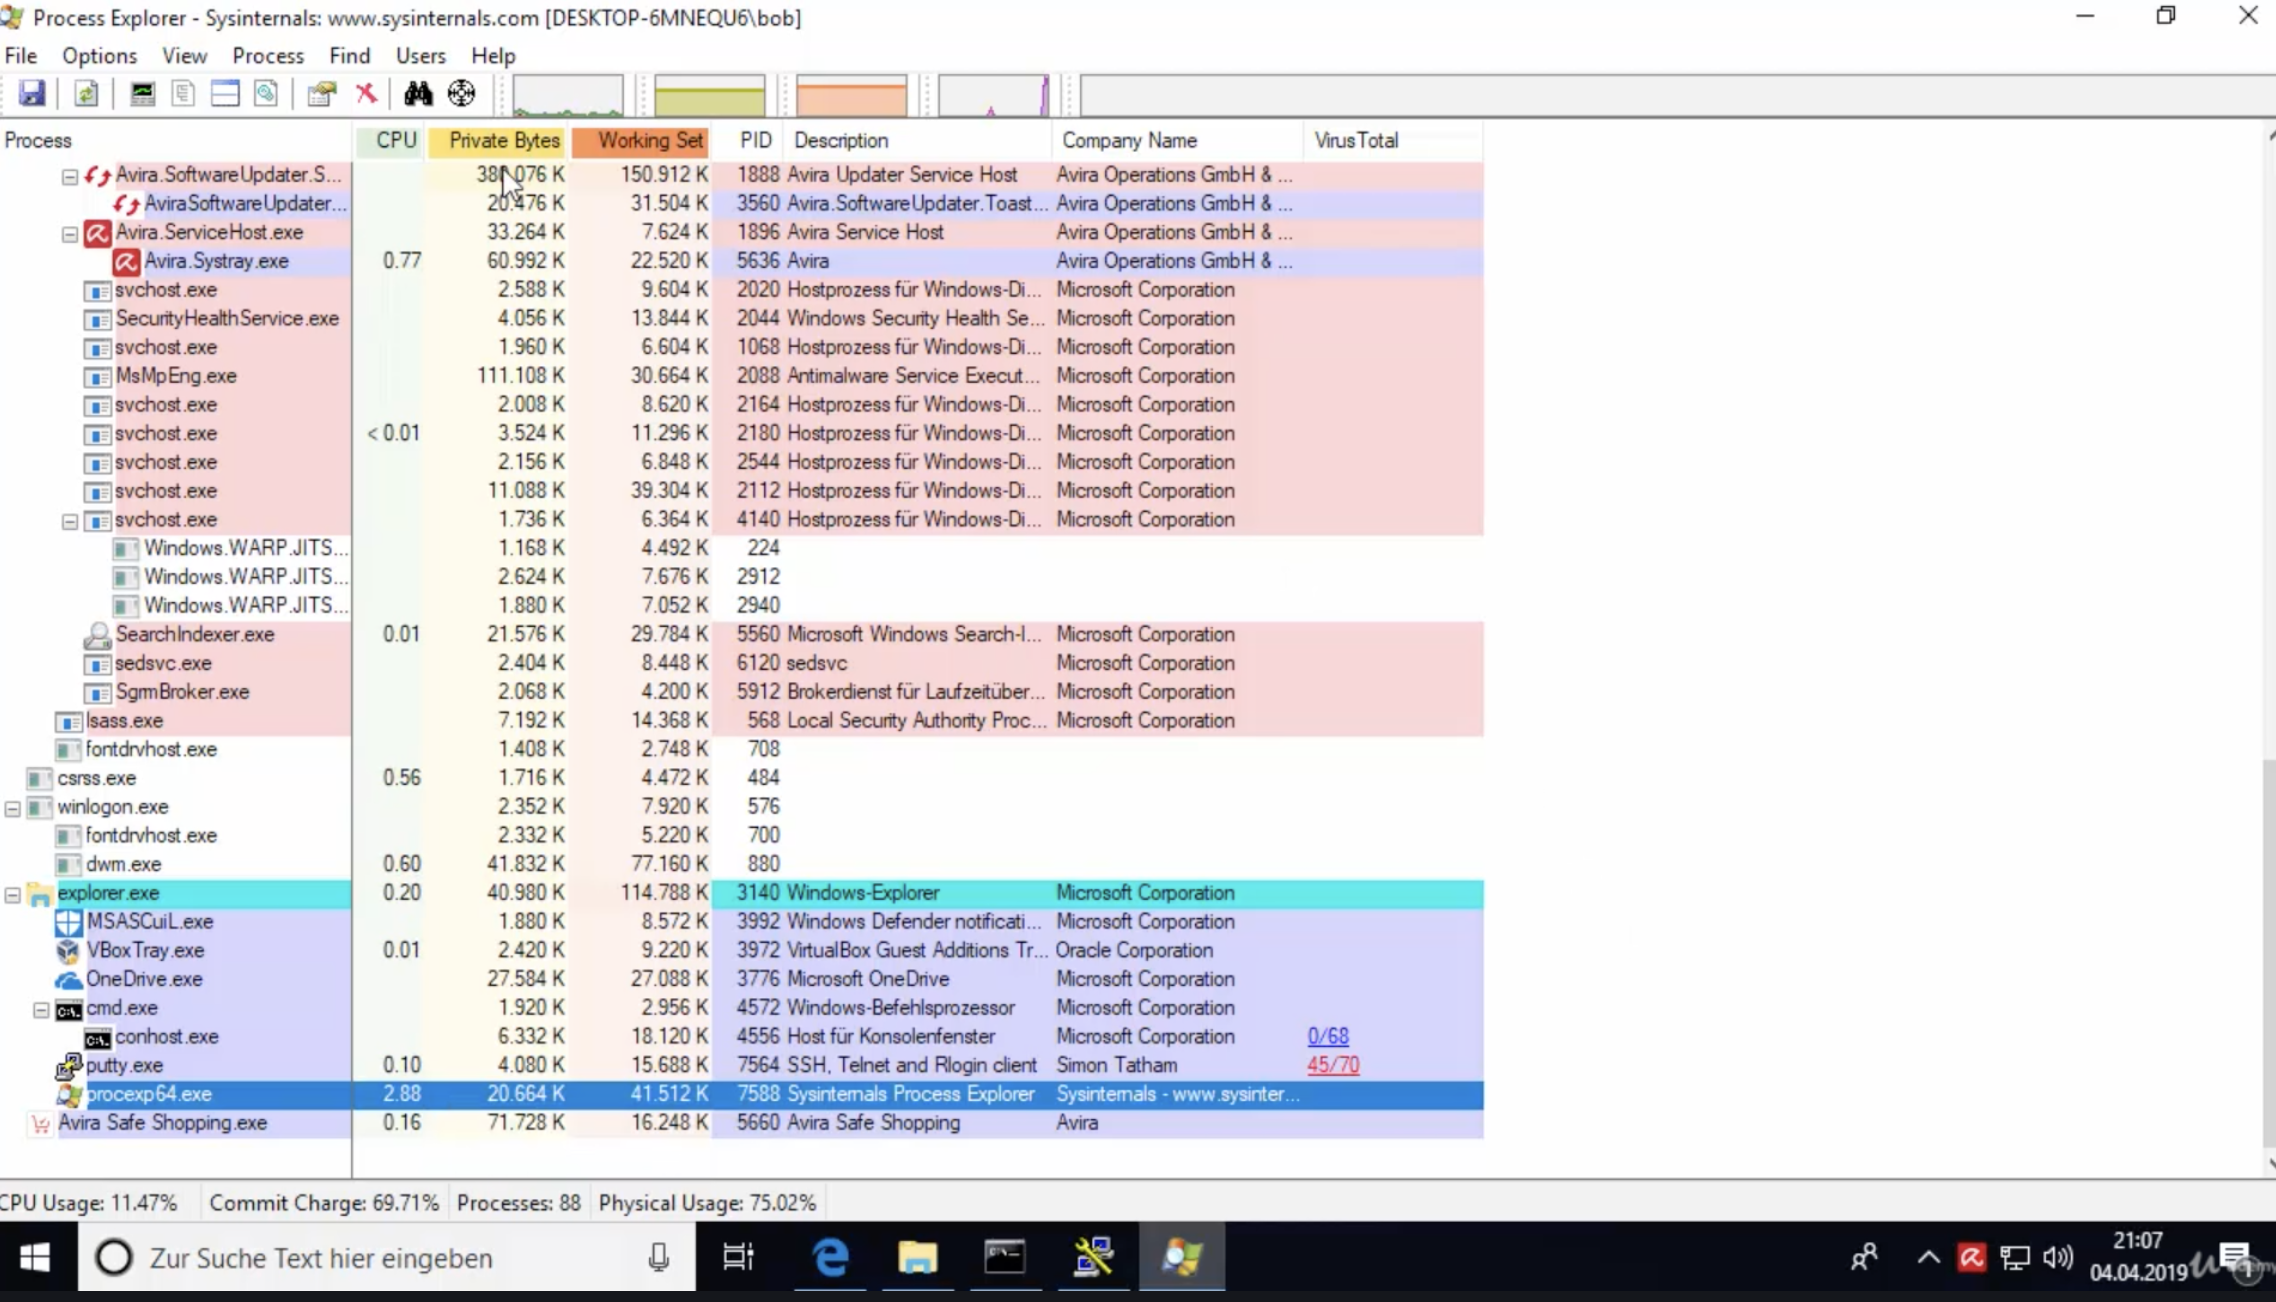 Process Explorer - Sysinternals: www.sysinternals.com [DESKTOP-6MNEQU6\bob]
File Options View Process Find Users Help
Process CPU Private Bytes Working Set PID Description Company Name VirusTotal
Avira.SoftwareUpdater.S... 150.912 K 1888 Avira Updater Service Host Avira Operations GmbH & ...
AviraSoftwareUpdater... 20.476 K 31.504 K 3560 Avira.SoftwareUpdater.Toast... Avira Operations GmbH & ...
Avira.ServiceHost.exe 33.264 K 7.624 K 1896 Avira Service Host Avira Operations GmbH & ...
Avira.Systray.exe 0.77 60.992 K 22.520 K 5636 Avira Avira Operations GmbH & ...
svchost.exe 2.588 K 9.604 K 2020 Hostprozess für Windows-Di... Microsoft Corporation
SecurityHealthService.exe 4.056 K 13.844 K 2044 Windows Security Health Se... Microsoft Corporation
svchost.exe 1.960 K 6.604 K 1068 Hostprozess für Windows-Di... Microsoft Corporation
MsMpEng.exe 111.108 K 30.664 K 2088 Antimalware Service Execut... Microsoft Corporation
svchost.exe 2.008 K 8.620 K 2164 Hostprozess für Windows-Di... Microsoft Corporation
svchost.exe < 0.01 3.524 K 11.296 K 2180 Hostprozess für Windows-Di... Microsoft Corporation
svchost.exe 2.156 K 6.848 K 2544 Hostprozess für Windows-Di... Microsoft Corporation
svchost.exe 11.088 K 39.304 K 2112 Hostprozess für Windows-Di... Microsoft Corporation
svchost.exe 1.736 K 6.364 K 4140 Hostprozess für Windows-Di... Microsoft Corporation
Windows.WARP.JITS... 1.168 K 4.492 K 224
Windows.WARP.JITS... 2.624 K 7.676 K 2912
Windows.WARP.JITS... 1.880 K 7.052 K 2940
SearchIndexer.exe 0.01 21.576 K 29.784 K 5560 Microsoft Windows Search-I... Microsoft Corporation
sedsvc.exe 2.404 K 8.448 K 6120 sedsvc Microsoft Corporation
SgrmBroker.exe 2.068 K 4.200 K 5912 Brokerdienst für Laufzeitüber... Microsoft Corporation
lsass.exe 7.192 K 14.368 K 568 Local Security Authority Proc... Microsoft Corporation
fontdrvhost.exe 1.408 K 2.748 K 708
csrss.exe 0.56 1.716 K 4.472 K 484
winlogon.exe 2.352 K 7.920 K 576
fontdrvhost.exe 2.332 K 5.220 K 700
dwm.exe 0.60 41.832 K 77.160 K 880
explorer.exe 0.20 40.980 K 114.788 K 3140 Windows-Explorer Microsoft Corporation
MSASCuiL.exe 1.880 K 8.572 K 3992 Windows Defender notificati... Microsoft Corporation
VBoxTray.exe 0.01 2.420 K 9.220 K 3972 VirtualBox Guest Additions Tr... Oracle Corporation
OneDrive.exe 27.584 K 27.088 K 3776 Microsoft OneDrive Microsoft Corporation
cmd.exe 1.920 K 2.956 K 4572 Windows-Befehlsprozessor Microsoft Corporation
conhost.exe 6.332 K 18.120 K 4556 Host für Konsolenfenster Microsoft Corporation 0/68
putty.exe 0.10 4.080 K 15.688 K 7564 SSH, Telnet and Rlogin client Simon Tatham 45/70
procexp64.exe 2.88 20.664 K 41.512 K 7588 Sysinternals Process Explorer Sysinternals - www.sysinter...
Avira Safe Shopping.exe 0.16 71.728 K 16.248 K 5660 Avira Safe Shopping Avira
CPU Usage: 11.47% Commit Charge: 69.71% Processes: 88 Physical Usage: 75.02%
Zur Suche Text hier eingeben
21:07
04.04.2019